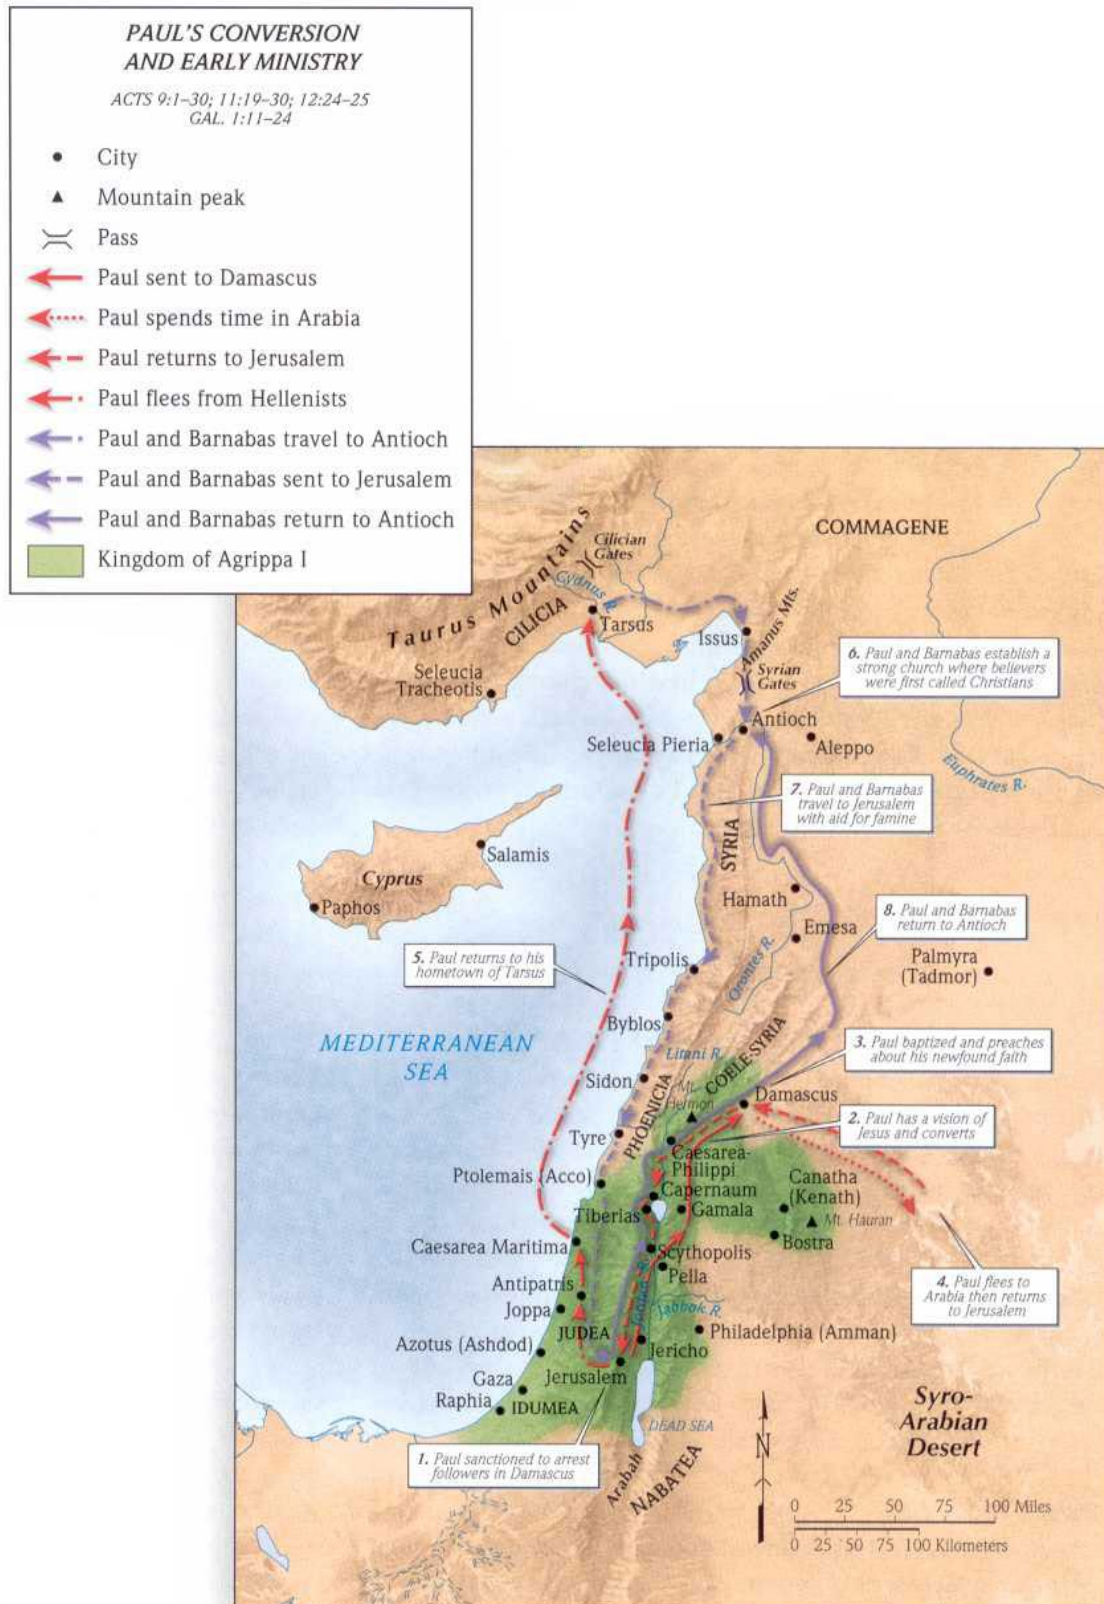 PAUL'S CONVERSION
AND EARLY MINISTRY
ACTS 9:1–30; 11:19–30; 12:24–25
GAL. 1:11–24
City
Mountain peak
Pass
Paul sent to Damascus
Paul spends time in Arabia
Paul returns to Jerusalem
Paul flees from Hellenists
Paul and Barnabas travel to Antioch
Paul and Barnabas sent to Jerusalem
Paul and Barnabas return to Antioch
Kingdom of Agrippa I
COMMAGENE
Taurus Mountains
Cilician
Gates
Cydnus R.
CILICIA
Tarsus
Issus
Amanus Mts.
Syrian
Gates
6. Paul and Barnabas establish a
strong church where believers
were first called Christians
Seleucia
Tracheotis
Antioch
Seleucia Pieria
Aleppo
Euphrates R.
7. Paul and Barnabas
travel to Jerusalem
with aid for famine
SYRIA
Salamis
Cyprus
Paphos
Hamath
Emesa
8. Paul and Barnabas
return to Antioch
5. Paul returns to his
hometown of Tarsus
Tripolis
Orontes R.
Palmyra
(Tadmor)
Byblos
MEDITERRANEAN
SEA
Litani R.
COELE-SYRIA
3. Paul baptized and preaches
about his newfound faith
Sidon
Mt.
Hermon
Damascus
PHOENICIA
2. Paul has a vision of
Jesus and converts
Tyre
Caesarea-
Philippi
Ptolemais (Acco)
Capernaum
Canatha
(Kenath)
Tiberias
Gamala
Mt. Hauran
Bostra
Caesarea Maritima
Scythopolis
Pella
4. Paul flees to
Arabia then returns
to Jerusalem
Antipatris
Jordan R.
Jabbok R.
Joppa
JUDEA
Philadelphia (Amman)
Azotus (Ashdod)
Jericho
Jerusalem
Gaza
Raphia
IDUMEA
DEAD SEA
Syro-
Arabian
Desert
1. Paul sanctioned to arrest
followers in Damascus
Arabah
NABATEA
N
0 25 50 75 100 Miles
0 25 50 75 100 Kilometers